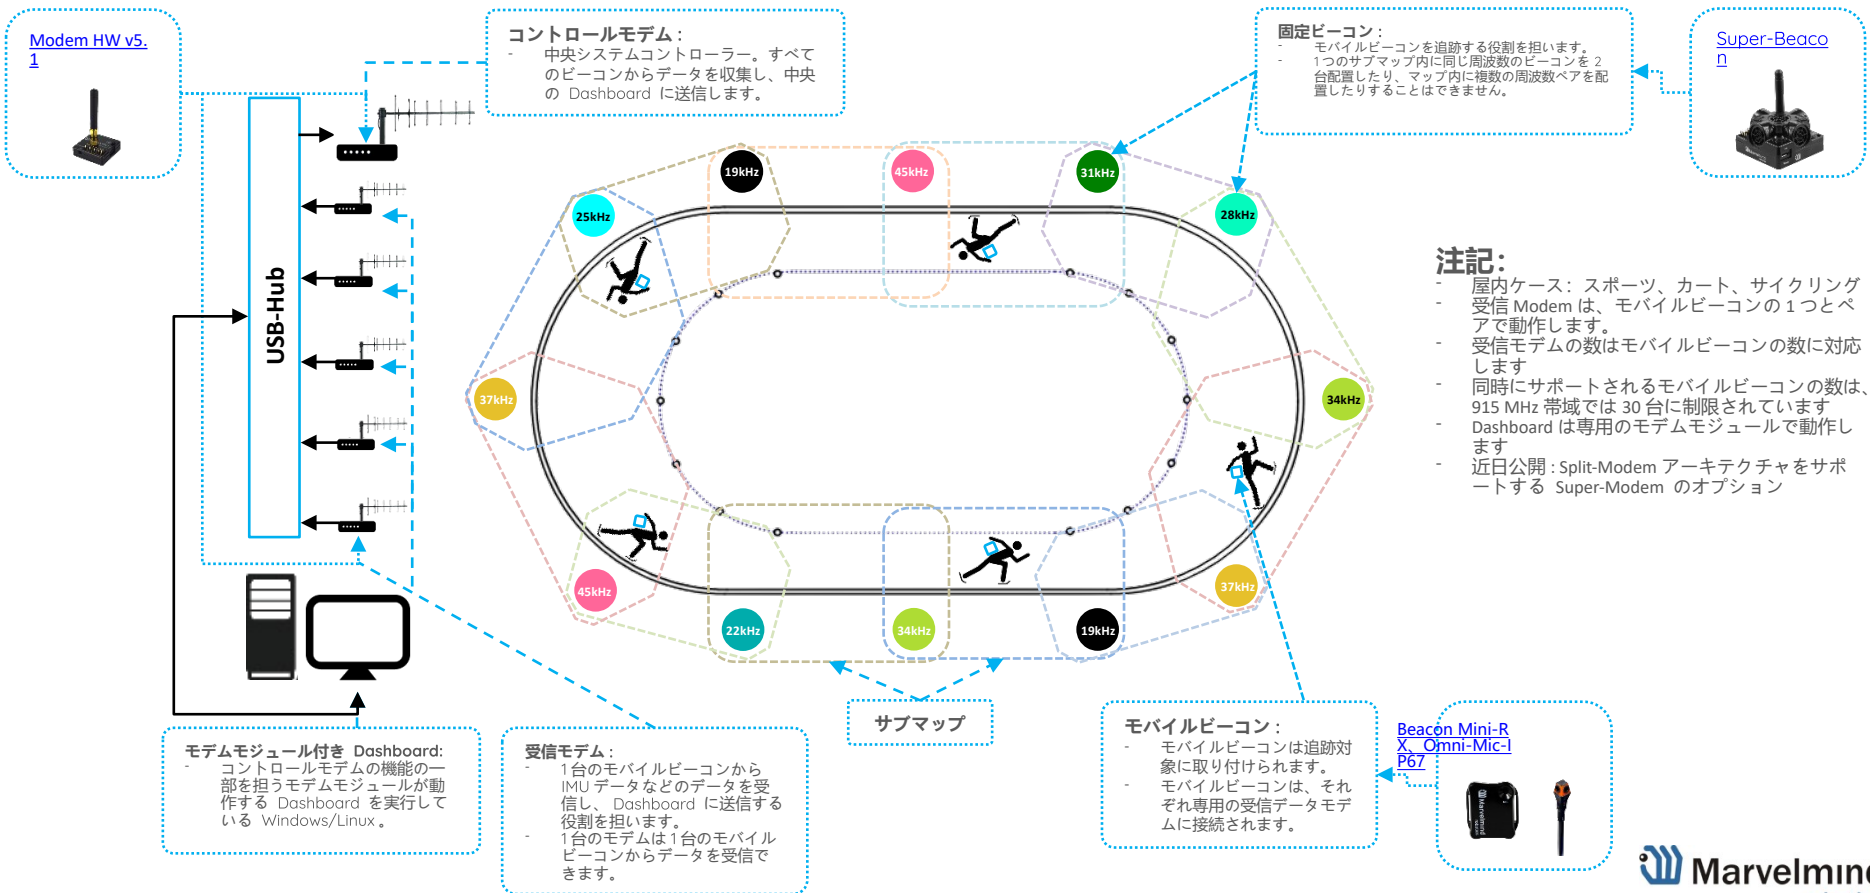 Modem HW v5.
1
コントロールモデム :
- 中央システムコントローラー。すべて
のビーコンからデータを収集し、中央
の Dashboard に送信します。
固定ビーコン :
- モバイルビーコンを追跡する役割を担います。
- 1つのサブマップ内に同じ周波数のビーコンを 2
台配置したり、マップ内に複数の周波数ペアを配
置したりすることはできません。
Super-Beaco
n
USB-Hub
19kHz
45kHz
31kHz
25kHz
28kHz
37kHz
34kHz
45kHz
37kHz
22kHz
34kHz
19kHz
注記:
- 屋内ケース: スポーツ、カート、サイクリング
- 受信 Modem は、モバイルビーコンの 1 つとペ
アで動作します。
- 受信モデムの数はモバイルビーコンの数に対応
します
- 同時にサポートされるモバイルビーコンの数は、
915 MHz 帯域では 30 台に制限されています
- Dashboard は専用のモデムモジュールで動作し
ます
- 近日公開 : Split-Modem アーキテクチャをサポ
ートする Super-Modem のオプション
サブマップ
モデムモジュール付き Dashboard:
- コントロールモデムの機能の一
部を担うモデムモジュールが動
作する Dashboard を実行して
いる Windows/Linux 。
受信モデム :
- 1台のモバイルビーコンから
IMU データなどのデータを受
信し、 Dashboard に送信する
役割を担います。
- 1台のモデムは 1 台のモバイル
ビーコンからデータを受信で
きます。
モバイルビーコン :
- モバイルビーコンは追跡対
象に取り付けられます。
- モバイルビーコンは、それ
ぞれ専用の受信データモデ
ムに接続されます。
Beacon Mini-R
X、Omni-Mic-I
P67
Marvelmind
Marvelmind